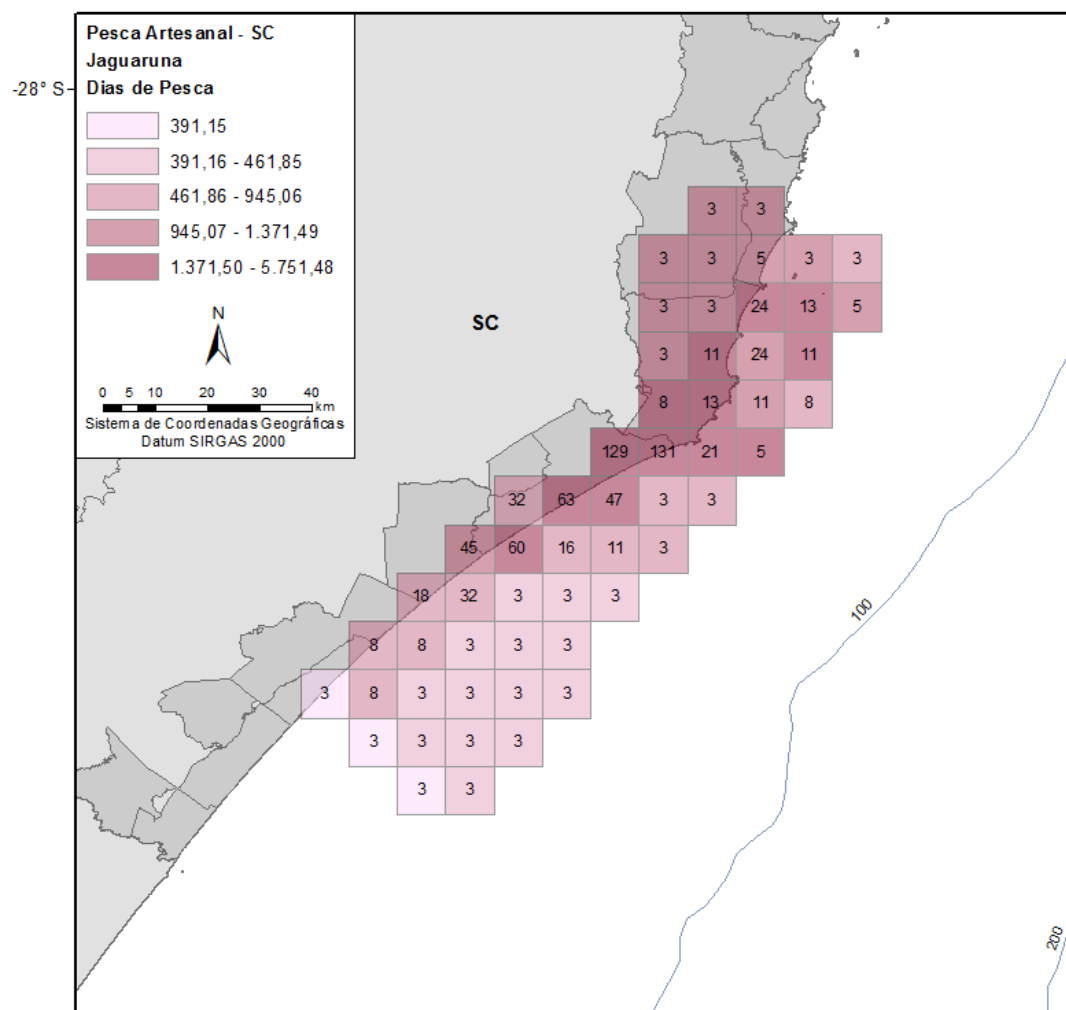 Pesca Artesanal - SC
Jaguaruna
Dias de Pesca
-28° S
391,15
391,16 - 461,85
461,86 - 945,06
945,07 - 1.371,49
1.371,50 - 5.751,48
N
0 5 10 20 30 40
km
Sistema de Coordenadas Geográficas
Datum SIRGAS 2000
SC
3 3
3 3 5 3 3
3 3 24 13 5
3 11 24 11
8 13 11 8
129 131 21 5
32 63 47 3 3
45 60 16 11 3
18 32 3 3 3
8 8 3 3 3
3 8 3 3 3 3
3 3 3 3
3 3
100
200